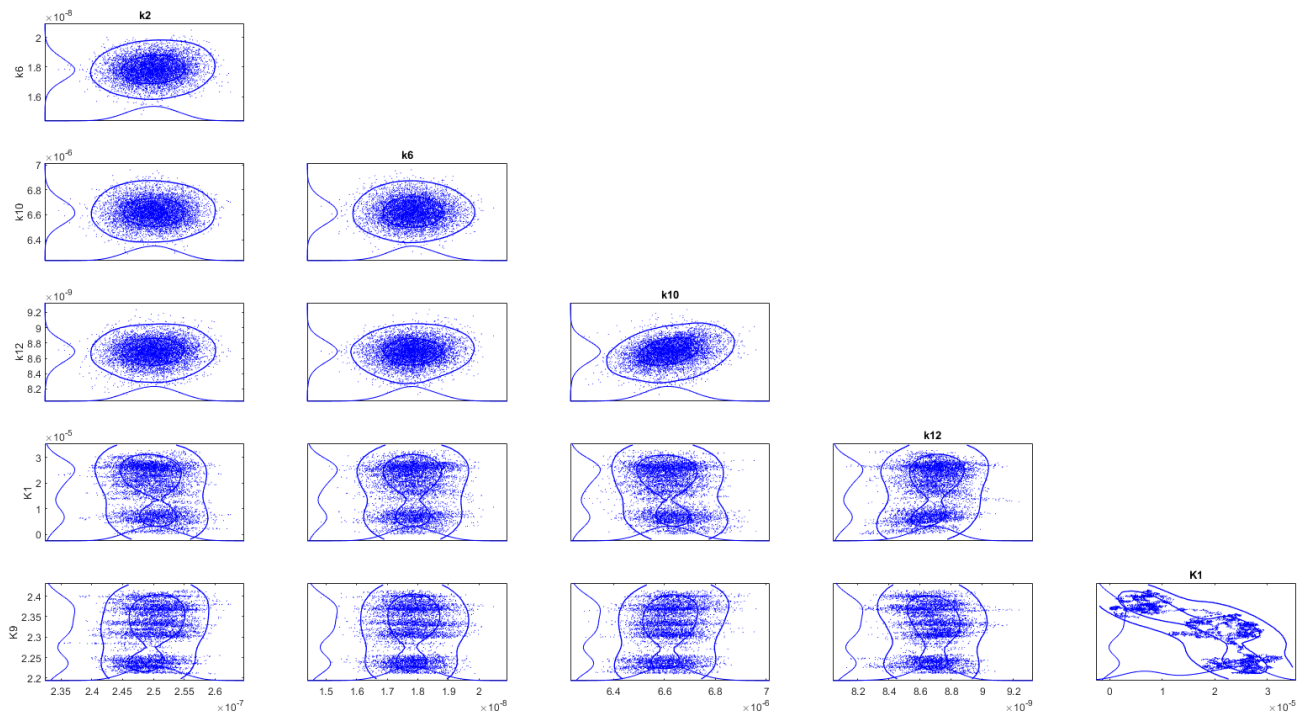 ×10^-8
k2
2
1.8
1.6
k6
×10^-6
k6
7
6.8
6.6
6.4
k10
×10^-9
k10
9.2
9
8.8
8.6
8.4
8.2
k12
×10^-5
k12
3
2
1
0
K1
K1
2.4
2.35
2.3
2.25
2.2
K9
2.35 2.4 2.45 2.5 2.55 2.6
×10^-7
1.5 1.6 1.7 1.8 1.9 2
×10^-8
6.4 6.6 6.8 7
×10^-6
8.2 8.4 8.6 8.8 9 9.2
×10^-9
0 1 2 3
×10^-5